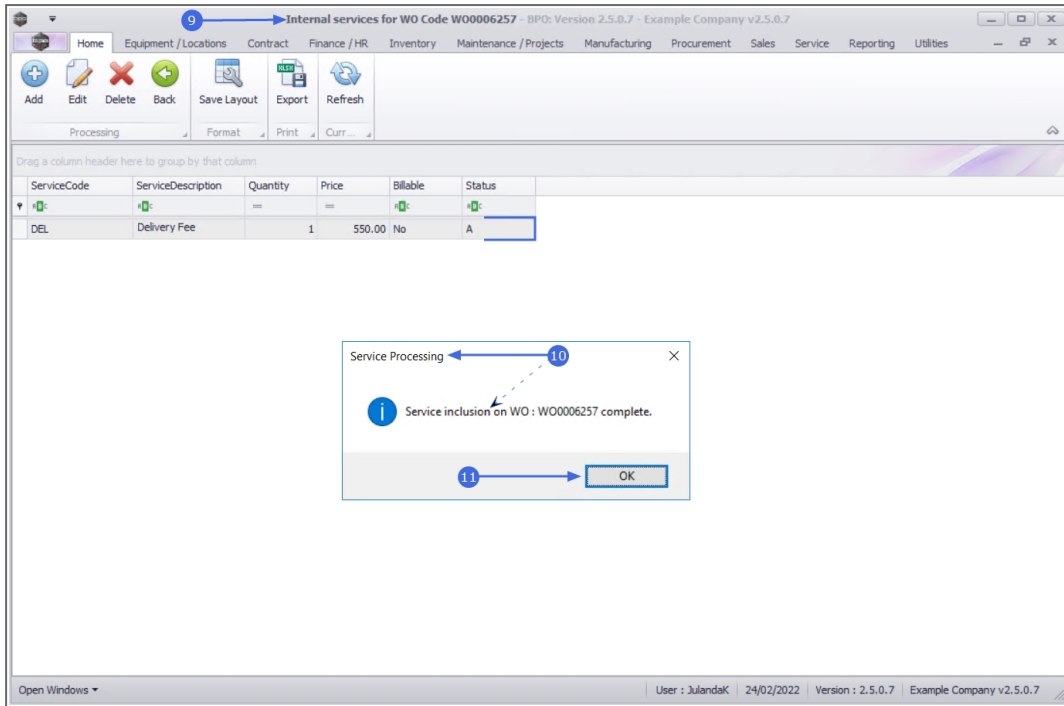 9
Internal services for WO Code WO0006257 - BPO: Version 2.5.0.7 - Example Company v2.5.0.7
Home Equipment / Locations Contract Finance / HR Inventory Maintenance / Projects Manufacturing Procurement Sales Service Reporting Utilities
XLSX
Add Edit Delete Back Save Layout Export Refresh
Processing Format Print Curr...
Drag a column header here to group by that column
ServiceCode ServiceDescription Quantity Price Billable Status
= =
DEL Delivery Fee 1 550.00 No A
Service Processing 10
Service inclusion on WO : WO0006257 complete.
11 OK
Open Windows User : JulandaK 24/02/2022 Version : 2.5.0.7 Example Company v2.5.0.7